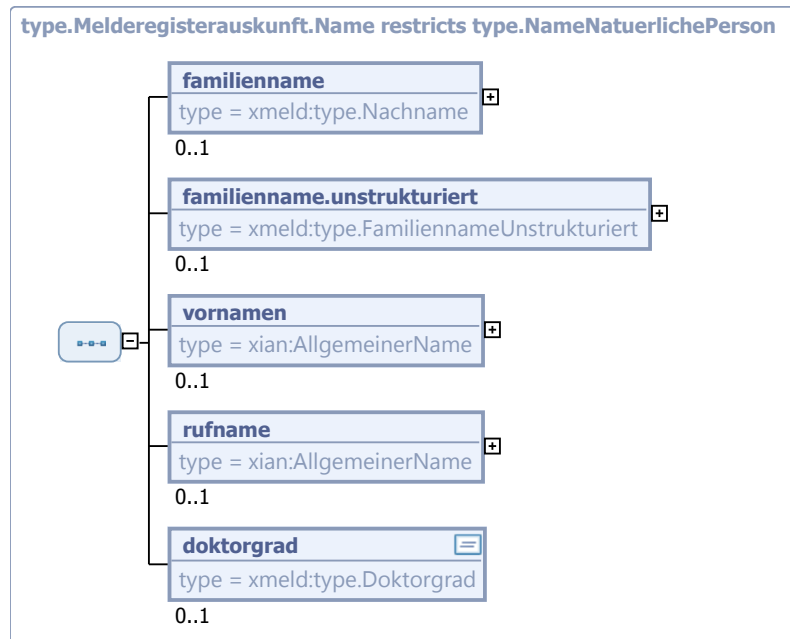 type.Melderegisterauskunft.Name restricts type.NameNatuerlichePerson
familienname
type = xmeld:type.Nachname
0..1
familienname.unstrukturiert
type = xmeld:type.FamiliennameUnstrukturiert
0..1
vornamen
type = xian:AllgemeinerName
0..1
rufname
type = xian:AllgemeinerName
0..1
doktorgrad
type = xmeld:type.Doktorgrad
0..1